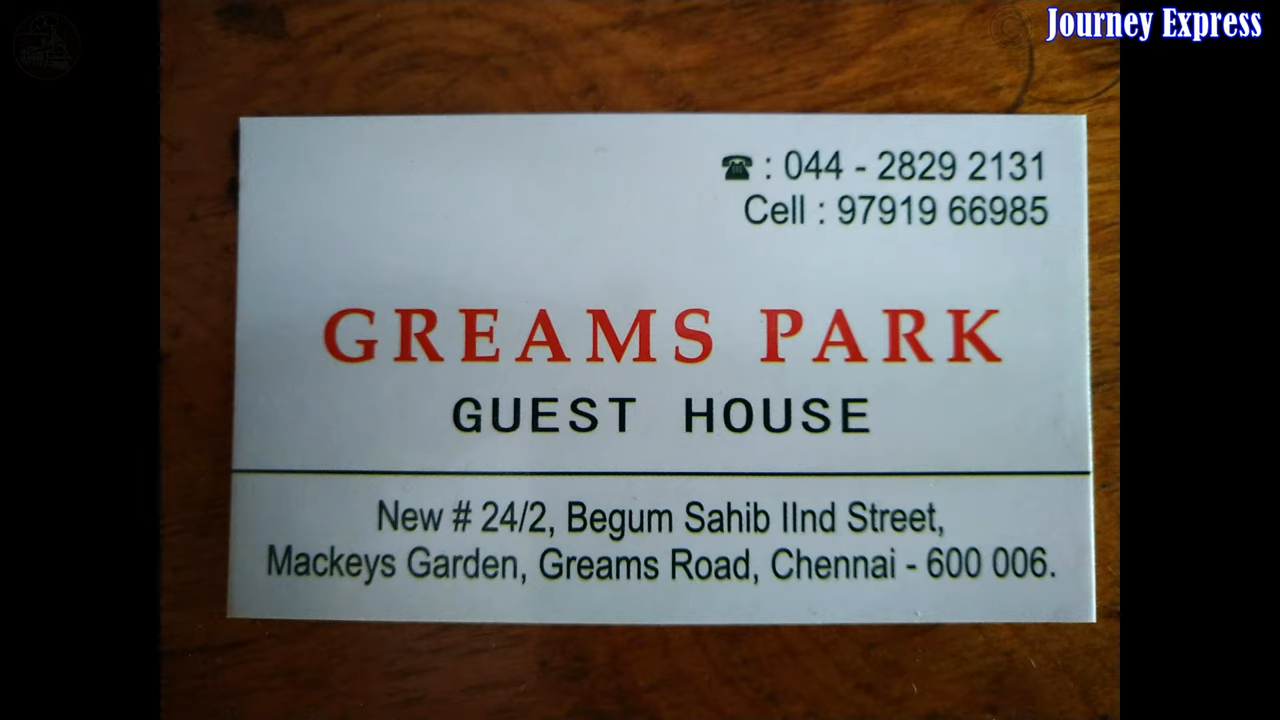 Journey Express
☎ : 044 - 2829 2131
Cell : 97919 66985
GREAMS PARK
GUEST HOUSE
New # 24/2, Begum Sahib IInd Street,
Mackeys Garden, Greams Road, Chennai - 600 006.